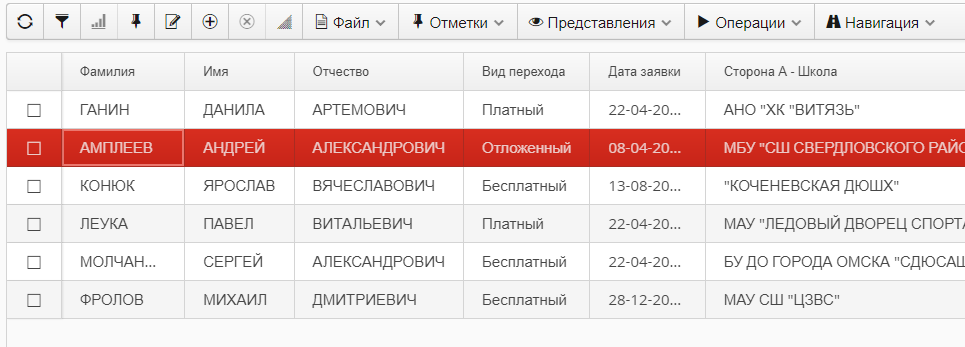 Файл Отметки Представления Операции Навигация
Фамилия Имя Отчество Вид перехода Дата заявки Сторона А - Школа
ГАНИН ДАНИЛА АРТЕМОВИЧ Платный 22-04-20... АНО "ХК "ВИТЯЗЬ"
АМПЛЕЕВ АНДРЕЙ АЛЕКСАНДРОВИЧ Отложенный 08-04-20... МБУ "СШ СВЕРДЛОВСКОГО РАЙО
КОНЮК ЯРОСЛАВ ВЯЧЕСЛАВОВИЧ Бесплатный 13-08-20... "КОЧЕНЕВСКАЯ ДЮШХ"
ЛЕУКА ПАВЕЛ ВИТАЛЬЕВИЧ Платный 22-04-20... МАУ "ЛЕДОВЫЙ ДВОРЕЦ СПОРТА
МОЛЧАН... СЕРГЕЙ АЛЕКСАНДРОВИЧ Бесплатный 22-04-20... БУ ДО ГОРОДА ОМСКА "СДЮСАШ
ФРОЛОВ МИХАИЛ ДМИТРИЕВИЧ Бесплатный 28-12-20... МАУ СШ "ЦЗВС"